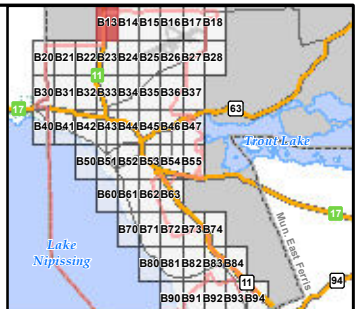 B13 B14 B15 B16 B17 B18
B20 B21 B22 B23 B24 B25 B26 B27 B28
11
B30 B31 B32 B33 B34 B35 B36 B37
17
63
B40 B41 B42 B43 B44 B45 B46 B47
Trout Lake
B50 B51 B52 B53 B54 B55
B60 B61 B62 B63
17
Mun. East Ferris
B70 B71 B72 B73 B74
Lake
Nipissing
B80 B81 B82 B83 B84
11
94
B90 B91 B92 B93 B94